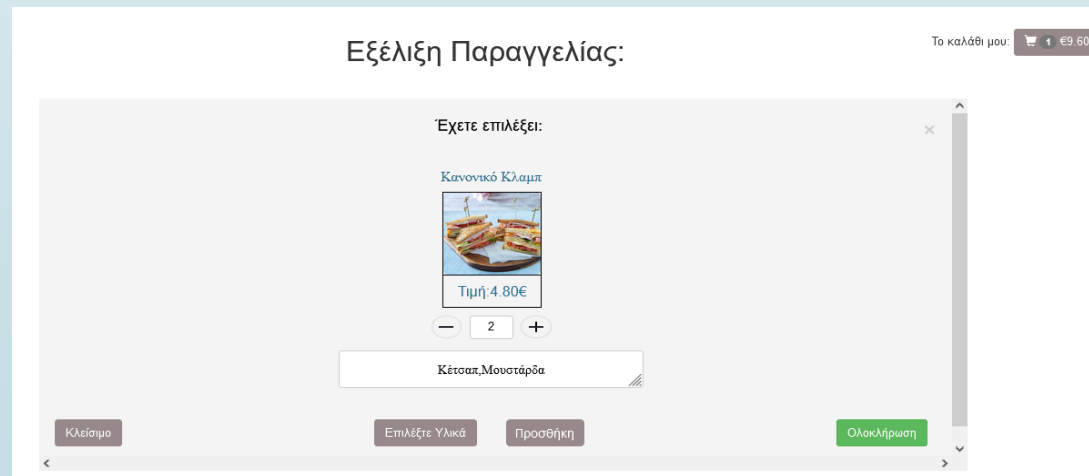 Εξέλιξη Παραγγελίας:
Το καλάθι μου: 1 €9.60
Έχετε επιλέξει:
×
Κανονικό Κλαμπ
Τιμή:4.80€
2
Κέτσαπ,Μουστάρδα
Κλείσιμο
Επιλέξτε Υλικά
Προσθήκη
Ολοκλήρωση